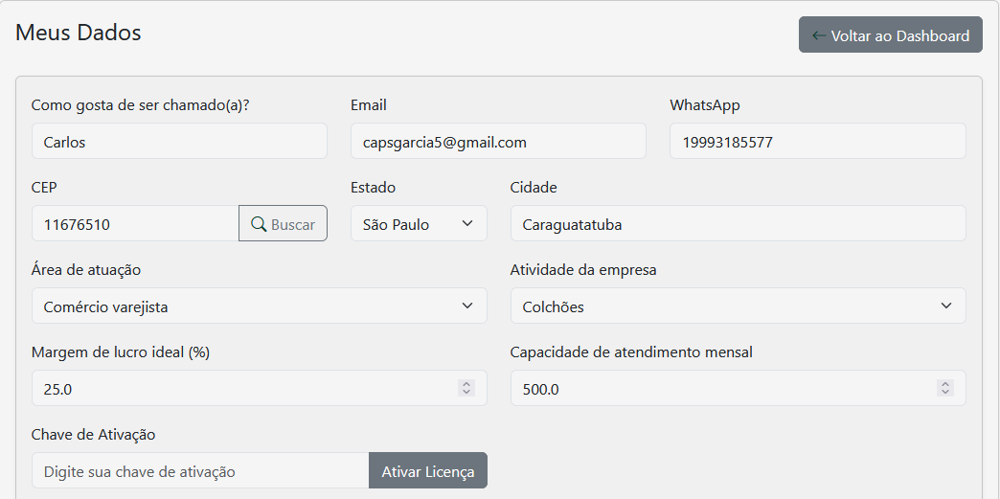 Meus Dados
← Voltar ao Dashboard
Como gosta de ser chamado(a)?
Email
WhatsApp
Carlos
capsgarcia5@gmail.com
19993185577
CEP
Estado
Cidade
11676510
Buscar
São Paulo
Caraguatatuba
Área de atuação
Atividade da empresa
Comércio varejista
Colchões
Margem de lucro ideal (%)
Capacidade de atendimento mensal
25.0
500.0
Chave de Ativação
Digite sua chave de ativação
Ativar Licença